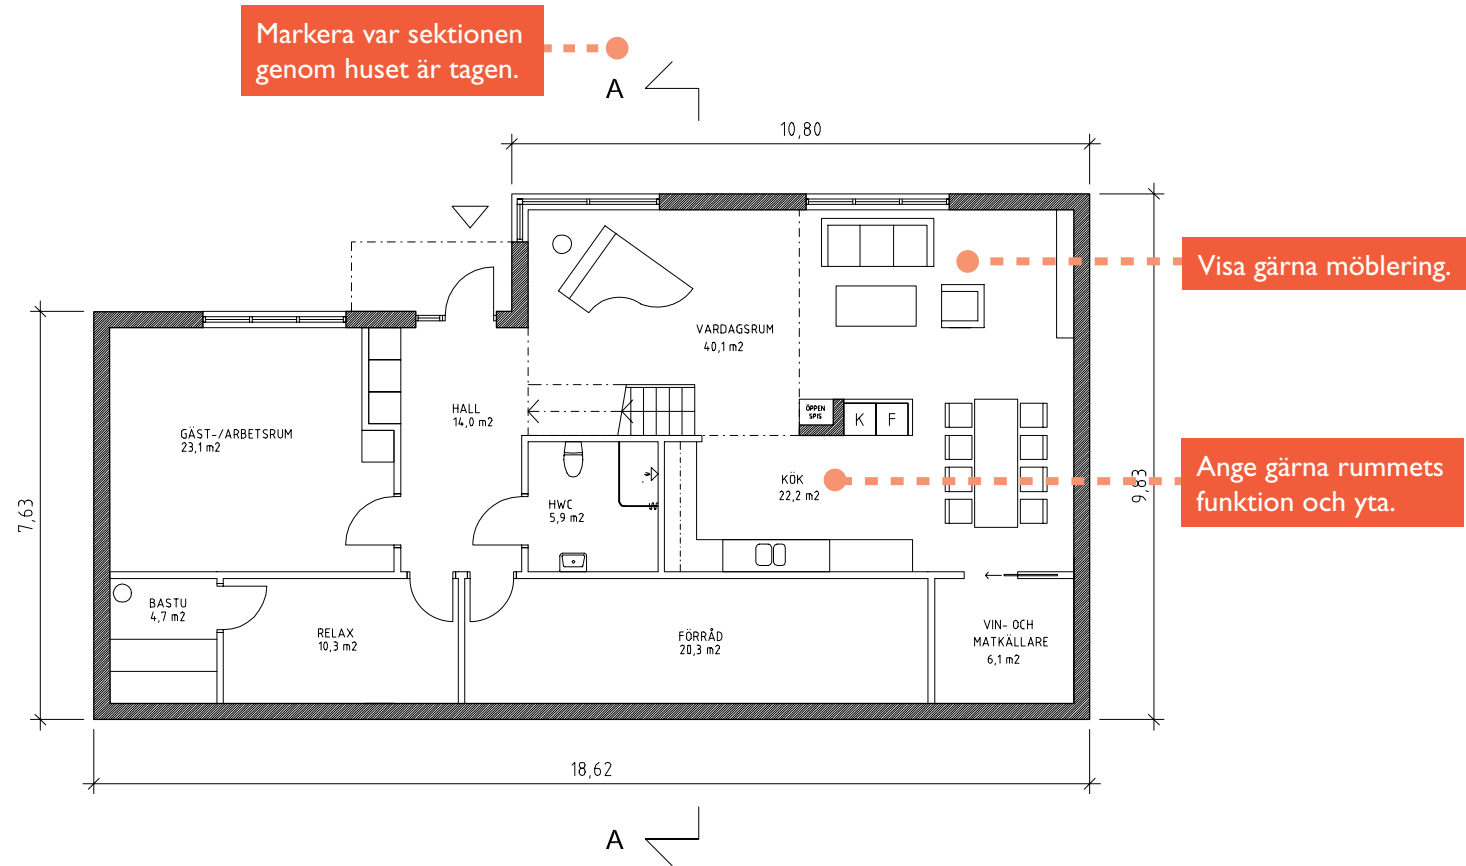 Markera var sektionen
genom huset är tagen.
A
10,80
Visa gärna möblering.
VARDAGSRUM
40,1 m2
ÖPPEN
SPIS
K
F
HALL
14,0 m2
GÄST-/ARBETSRUM
23,1 m2
Ange gärna rummets
funktion och yta.
KÖK
22,2 m2
9,83
7,63
HWC
5,9 m2
BASTU
4,7 m2
RELAX
10,3 m2
FÖRRÅD
20,3 m2
VIN- OCH
MATKÄLLARE
6,1 m2
18,62
A